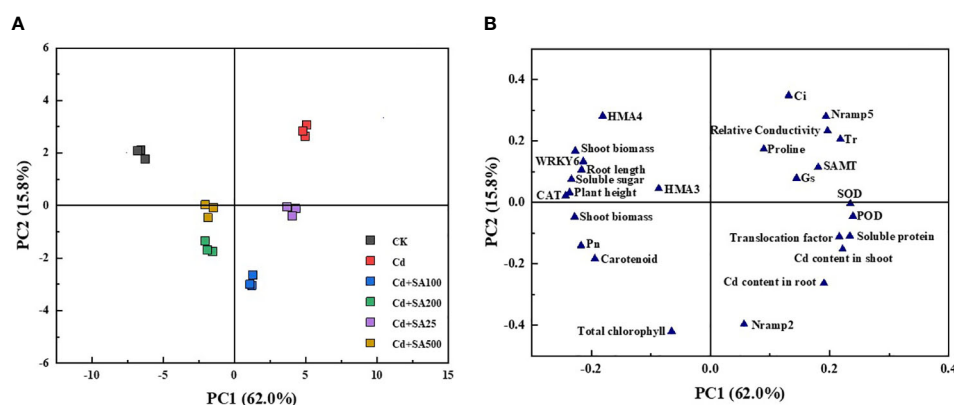 A
B
6
4
2
0
-2
-4
-6
-10
-5
0
5
10
15
PC2 (15.8%)
PC1 (62.0%)
CK
Cd
Cd+SA100
Cd+SA200
Cd+SA25
Cd+SA500
0.4
0.2
0.0
-0.2
-0.4
-0.2
0.0
0.2
0.4
PC2 (15.8%)
PC1 (62.0%)
Ci
HMA4
Nramp5
Relative Conductivity
Tr
Shoot biomass
Proline
WRKY6
Root length
SAMT
Soluble sugar
Gs
HMA3
CAT
Plant height
SOD
Shoot biomass
POD
Translocation factor
Soluble protein
Pn
Cd content in shoot
Carotenoid
Cd content in root
Nramp2
Total chlorophyll